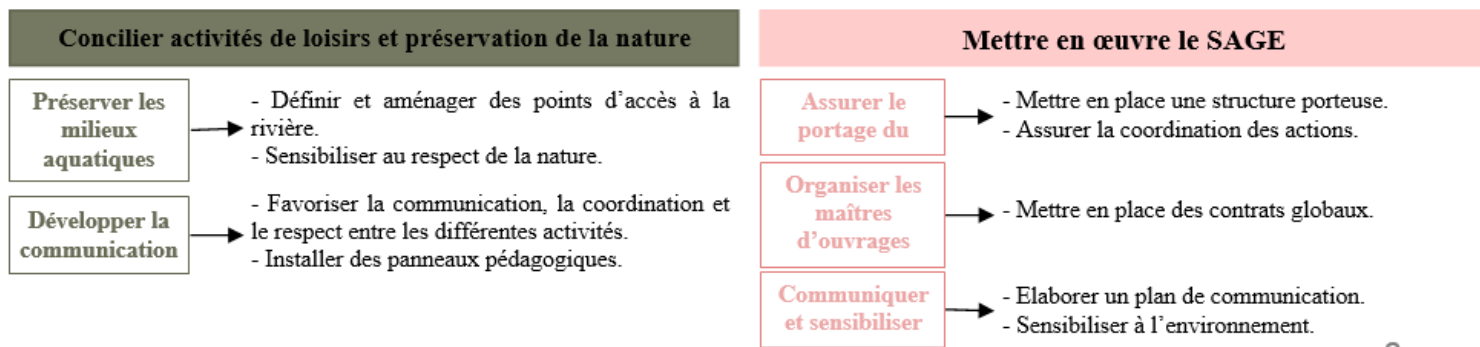 Concilier activités de loisirs et préservation de la nature
Préserver les
milieux
aquatiques
- Définir et aménager des points d’accès à la
rivière.
- Sensibiliser au respect de la nature.
Développer la
communication
- Favoriser la communication, la coordination et
le respect entre les différentes activités.
- Installer des panneaux pédagogiques.
Mettre en œuvre le SAGE
Assurer le
portage du
- Mettre en place une structure porteuse.
- Assurer la coordination des actions.
Organiser les
maîtres
d’ouvrages
- Mettre en place des contrats globaux.
Communiquer
et sensibiliser
- Elaborer un plan de communication.
- Sensibiliser à l’environnement.